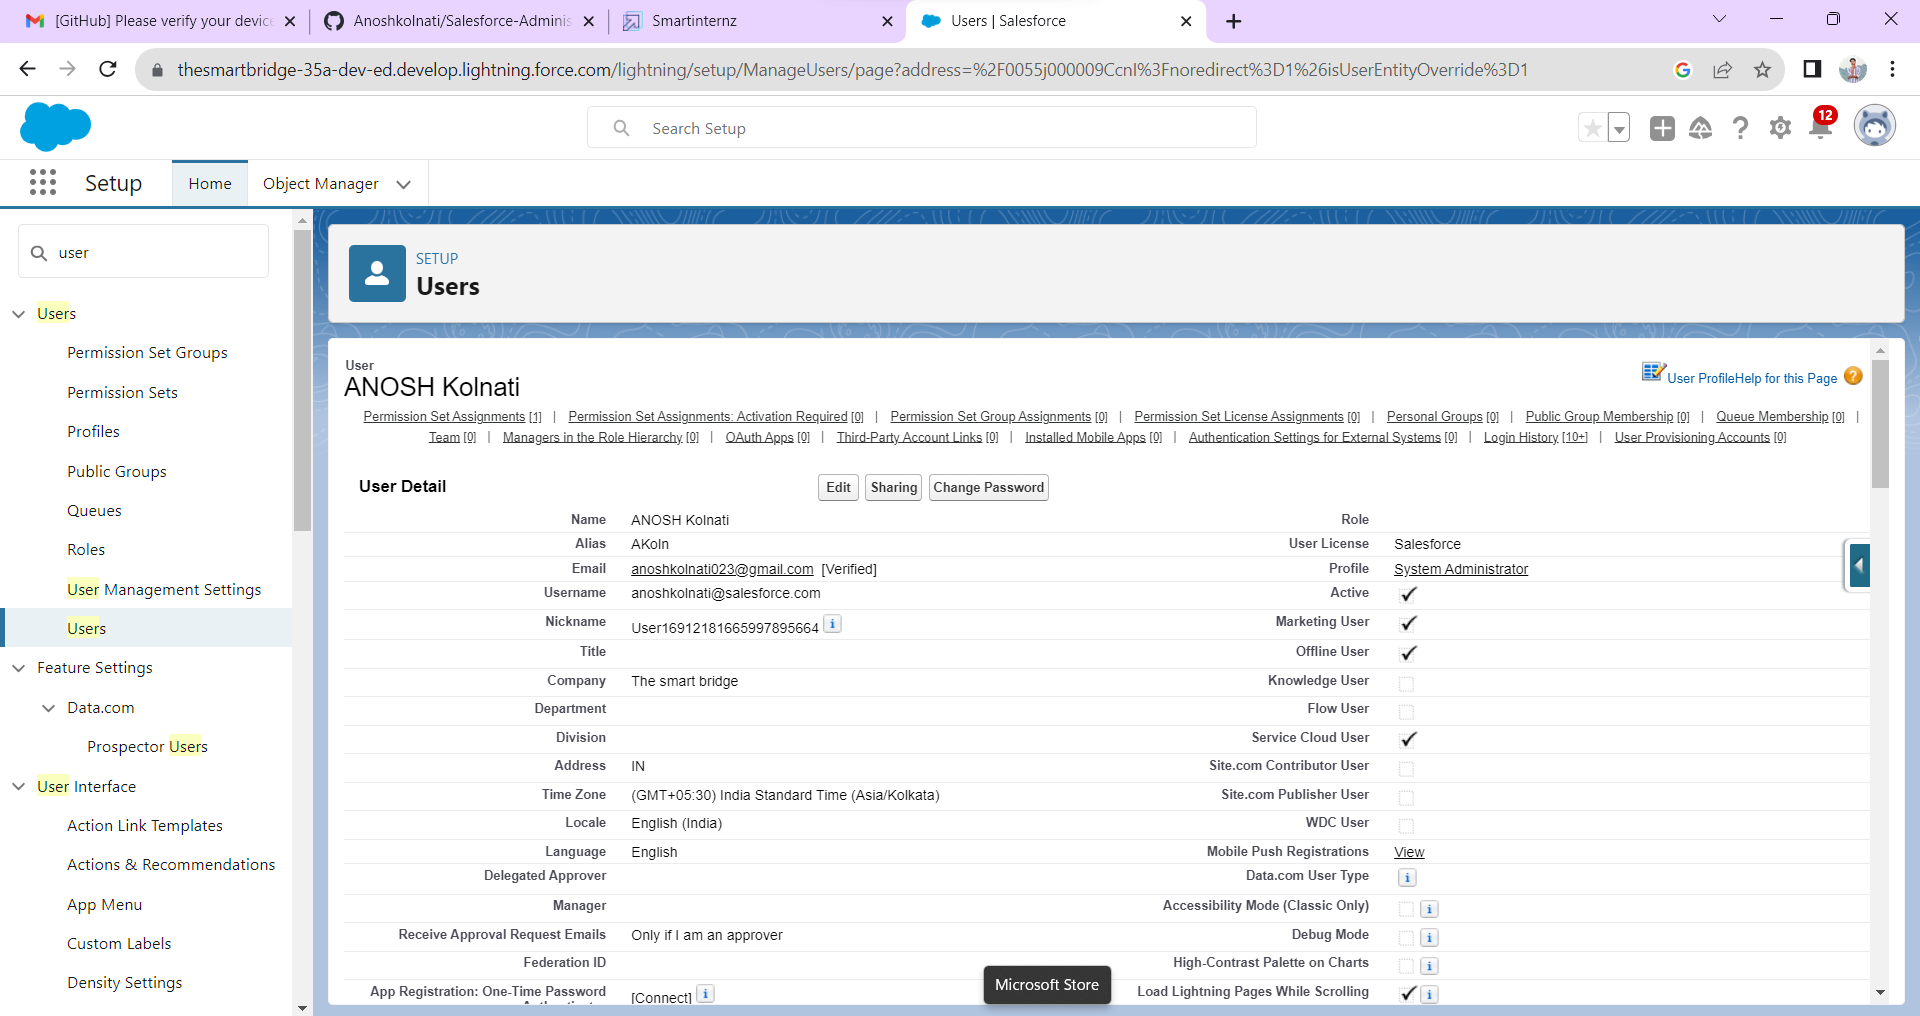 [GitHub] Please verify your device
Anoshkolnati/Salesforce-Adminis
Smartinternz
Users | Salesforce
thesmartbridge-35a-dev-ed.develop.lightning.force.com/lightning/setup/ManageUsers/page?address=%2F0055j000009CcnI%3Fnoredirect%3D1%26isUserEntityOverride%3D1
Search Setup
12
Setup
Home
Object Manager
user
Users
Permission Set Groups
Permission Sets
Profiles
Public Groups
Queues
Roles
User Management Settings
Users
Feature Settings
Data.com
Prospector Users
User Interface
Action Link Templates
Actions & Recommendations
App Menu
Custom Labels
Density Settings
SETUP
Users
User
ANOSH Kolnati
User Profile Help for this Page ?
Permission Set Assignments [1] | Permission Set Assignments: Activation Required [0] | Permission Set Group Assignments [0] | Permission Set License Assignments [0] | Personal Groups [0] | Public Group Membership [0] | Queue Membership [0] |
Team [0] | Managers in the Role Hierarchy [0] | OAuth Apps [0] | Third-Party Account Links [0] | Installed Mobile Apps [0] | Authentication Settings for External Systems [0] | Login History [10+] | User Provisioning Accounts [0]
User Detail Edit Sharing Change Password
Name ANOSH Kolnati Role
Alias AKoln User License Salesforce
Email anoshkolnati023@gmail.com [Verified] Profile System Administrator
Username anoshkolnati@salesforce.com Active
Nickname User16912181665997895664 i Marketing User
Title Offline User
Company The smart bridge Knowledge User
Department Flow User
Division Service Cloud User
Address IN Site.com Contributor User
Time Zone (GMT+05:30) India Standard Time (Asia/Kolkata) Site.com Publisher User
Locale English (India) WDC User
Language English Mobile Push Registrations View
Delegated Approver Data.com User Type i
Manager Accessibility Mode (Classic Only) i
Receive Approval Request Emails Only if I am an approver Debug Mode i
Federation ID High-Contrast Palette on Charts i
App Registration: One-Time Password [Connect] i Load Lightning Pages While Scrolling i
Microsoft Store